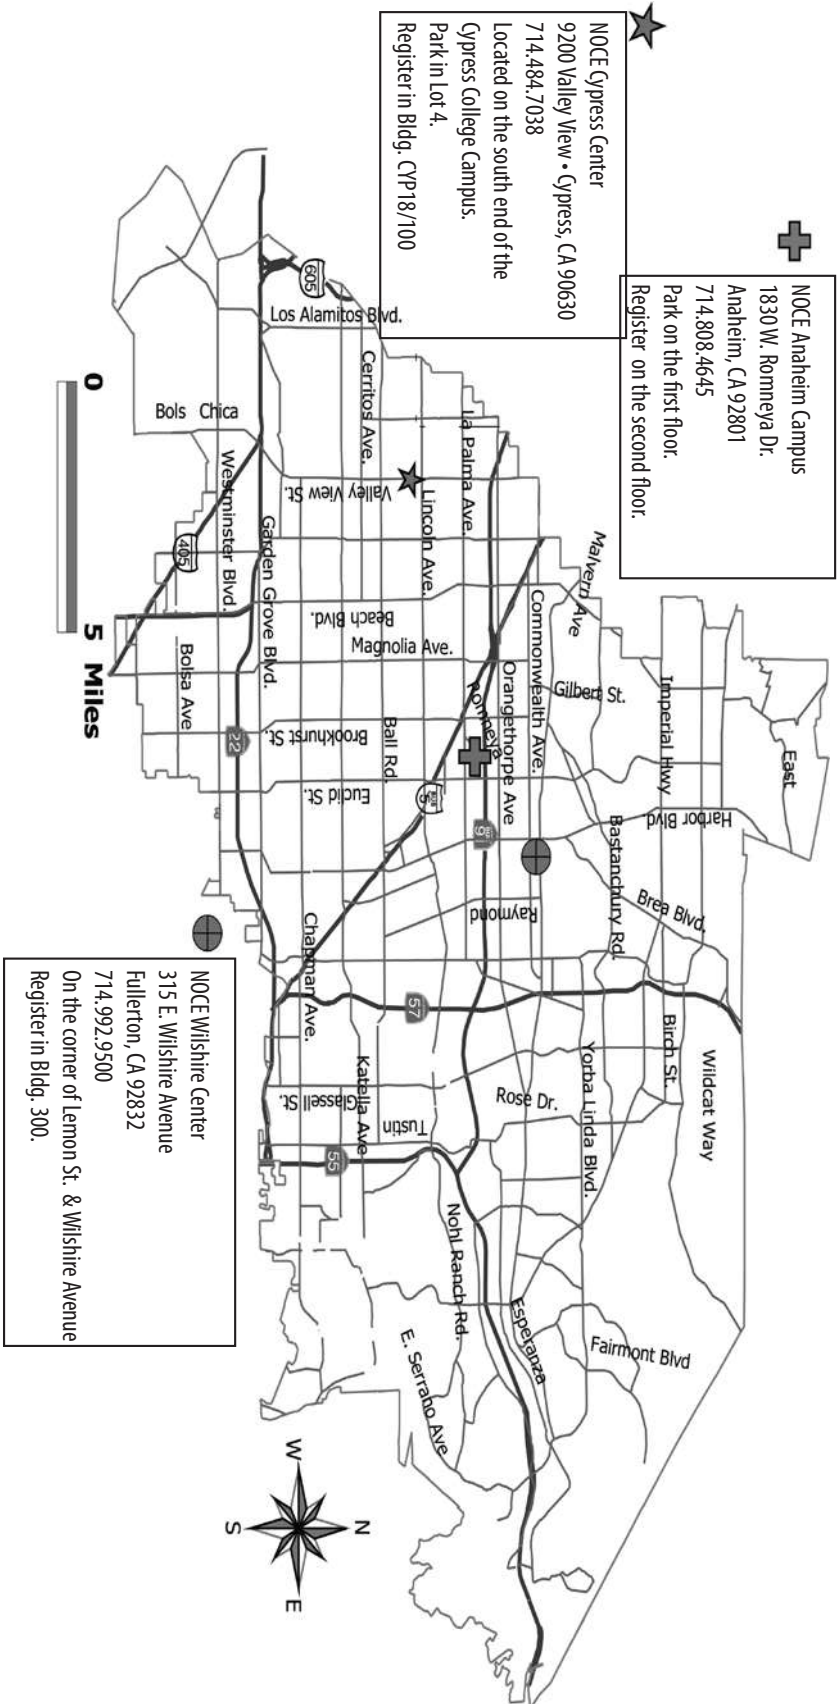 NOCE Cypress Center
9200 Valley View • Cypress, CA 90630
714.484.7038
Located on the south end of the
Cypress College Campus.
Park in Lot 4.
Register in Bldg. CYP18/100
NOCE Anaheim Campus
1830 W. Romneya Dr.
Anaheim, CA 92801
714.808.4645
Park on the first floor.
Register on the second floor.
NOCE Wilshire Center
315 E. Wilshire Avenue
Fullerton, CA 92832
714.992.9500
On the corner of Lemon St. & Wilshire Avenue
Register in Bldg. 300.
605
Los Alamitos Blvd.
Cerritos Ave.
La Palma Ave.
Bols Chica
Valley View St.
Lincoln Ave.
Westminster Blvd.
405
Garden Grove Blvd.
Beach Blvd.
Magnolia Ave.
Malvern Ave
Commonwealth Ave.
Orangethorpe Ave
Romneya
Gilbert St.
Imperial Hwy
East
Bolsa Ave
22
Brookhurst St.
Ball Rd.
Euclid St.
5
91
Harbor Blvd.
Bastanchury Rd.
Brea Blvd.
Raymond
Chapman Ave.
57
Katella Ave
Glassell St.
Tustin
55
Rose Dr.
Yorba Linda Blvd.
Birch St.
Wildcat Way
Nohl Ranch Rd.
Esperanza
Fairmont Blvd
E. Serrano Ave
0 5 Miles
N
W
E
S